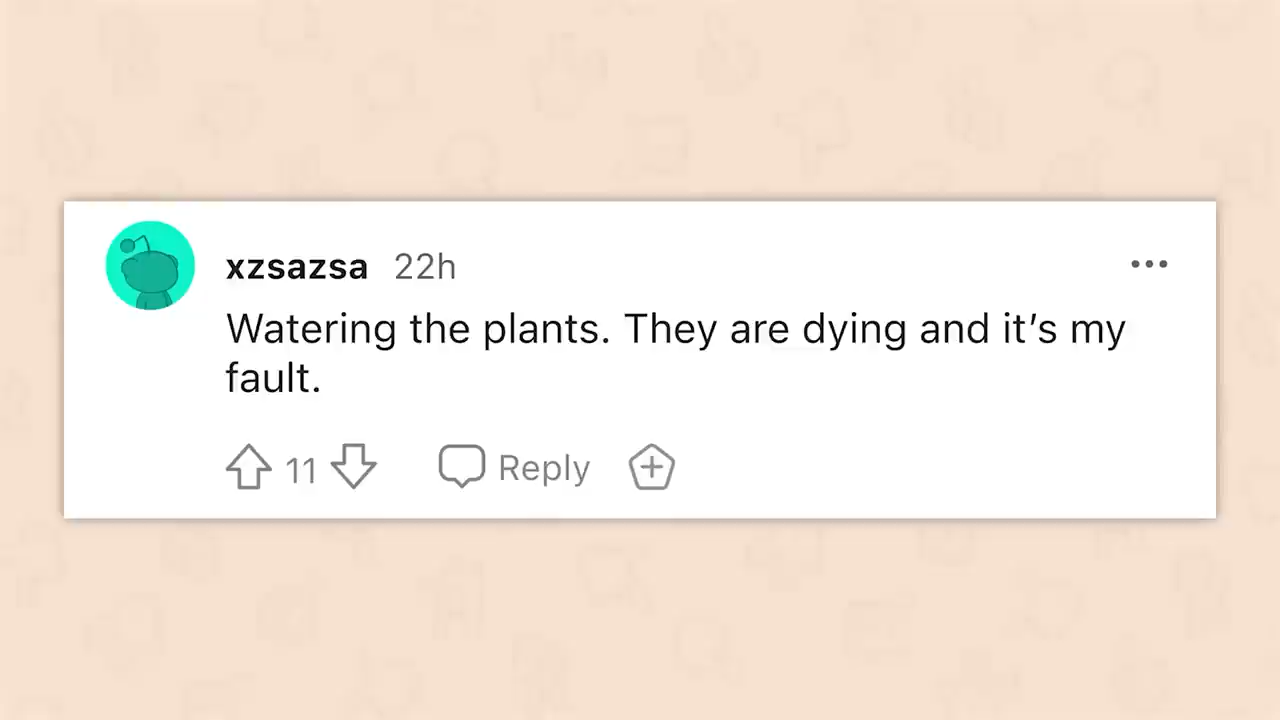 xzsazsa 22h
Watering the plants. They are dying and it’s my
fault.
11 Reply